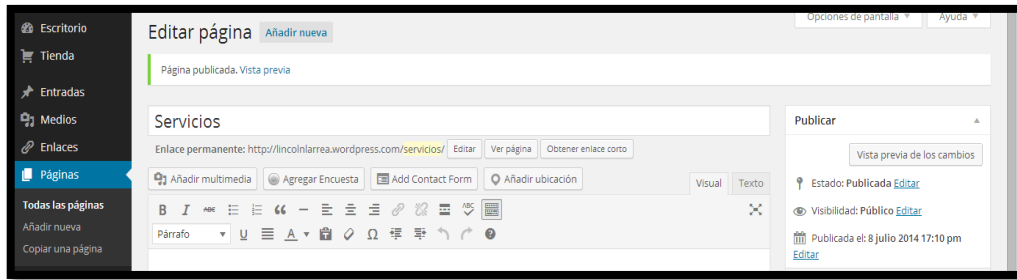 Escritorio
Tienda
Entradas
Medios
Enlaces
Páginas
Todas las páginas
Añadir nueva
Copiar una página
Opciones de pantalla Ayuda
Editar página Añadir nueva
Página publicada. Vista previa
Servicios
Enlace permanente: http://lincolnlarrea.wordpress.com/servicios/ Editar Ver página Obtener enlace corto
Añadir multimedia Agregar Encuesta Add Contact Form Añadir ubicación Visual Texto
B I ABC ABC
Párrafo U A Ω
Publicar
Vista previa de los cambios
Estado: Publicada Editar
Visibilidad: Público Editar
Publicada el: 8 julio 2014 17:10 pm
Editar